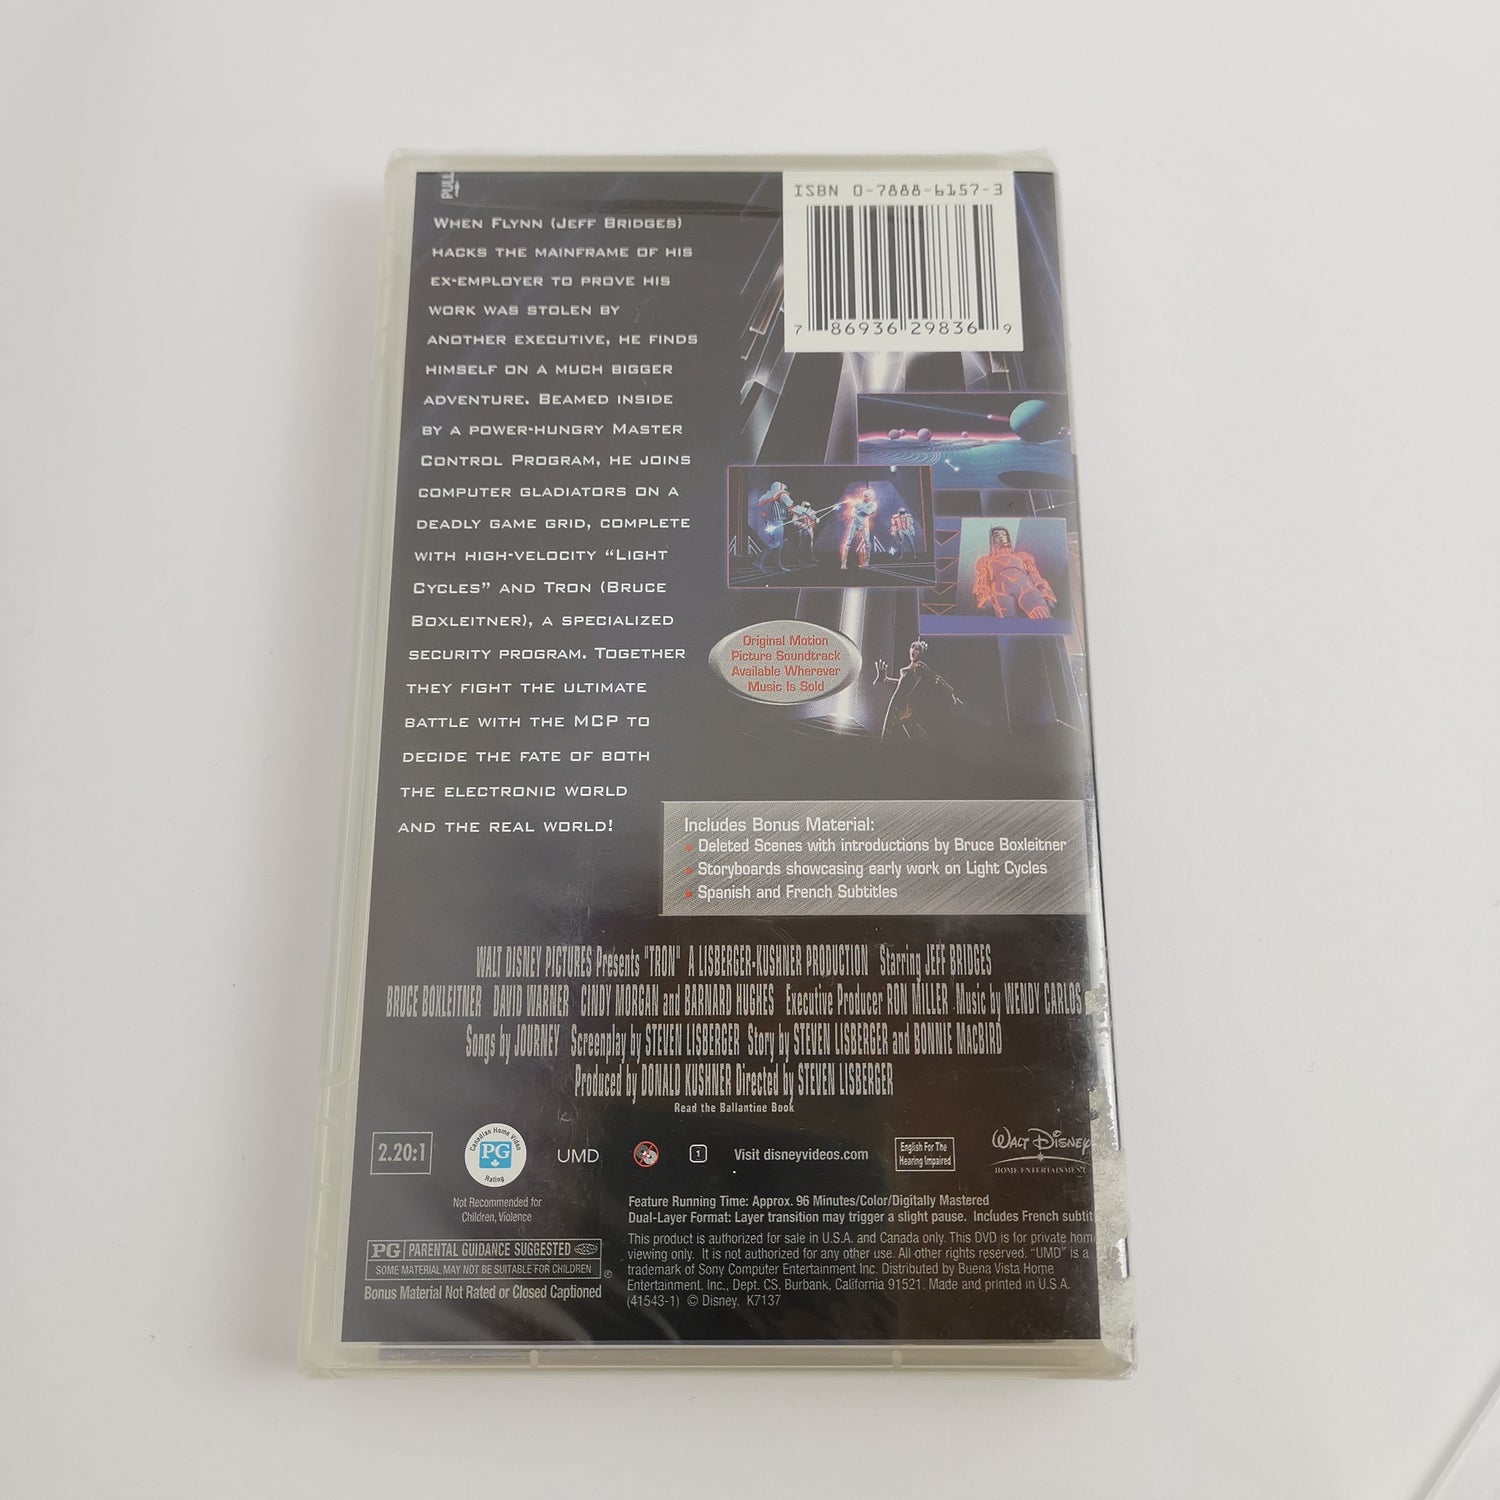 PULL
ISBN 0-7888-6157-3
7 86936 29836 9
When Flynn (Jeff Bridges)
hacks the mainframe of his
ex-employer to prove his
work was stolen by
another executive, he finds
himself on a much bigger
adventure. Beamed inside
by a power-hungry Master
Control Program, he joins
computer gladiators on a
deadly game grid, complete
with high-velocity “Light
Cycles” and Tron (Bruce
Boxleitner), a specialized
security program. Together
they fight the ultimate
battle with the MCP to
decide the fate of both
the electronic world
and the real world!
Original Motion
Picture Soundtrack
Available Wherever
Music Is Sold
Includes Bonus Material:
Deleted Scenes with introductions by Bruce Boxleitner
Storyboards showcasing early work on Light Cycles
Spanish and French Subtitles
WALT DISNEY PICTURES Presents "TRON" A LISBERGER-KUSHNER PRODUCTION Starring JEFF BRIDGES
BRUCE BOXLEITNER DAVID WARNER CINDY MORGAN and BARNARD HUGHES Executive Producer RON MILLER Music by WENDY CARLOS
Songs by JOURNEY Screenplay by STEVEN LISBERGER Story by STEVEN LISBERGER and BONNIE MACBIRD
Produced by DONALD KUSHNER Directed by STEVEN LISBERGER
Read the Ballantine Book
2.20:1
Canadian Home Video
PG
Rating
UMD
1
Visit disneyvideos.com
English For The
Hearing Impaired
WALT DISNEY
HOME ENTERTAINMENT
Not Recommended for
Children, Violence
PG PARENTAL GUIDANCE SUGGESTED
SOME MATERIAL MAY NOT BE SUITABLE FOR CHILDREN ®
Bonus Material Not Rated or Closed Captioned
Feature Running Time: Approx. 96 Minutes/Color/Digitally Mastered
Dual-Layer Format: Layer transition may trigger a slight pause. Includes French subtit
This product is authorized for sale in U.S.A. and Canada only. This DVD is for private hom
viewing only. It is not authorized for any other use. All other rights reserved. "UMD" is a
trademark of Sony Computer Entertainment Inc. Distributed by Buena Vista Home
Entertainment, Inc., Dept. CS, Burbank, California 91521. Made and printed in U.S.A.
(41543-1) © Disney. K7137